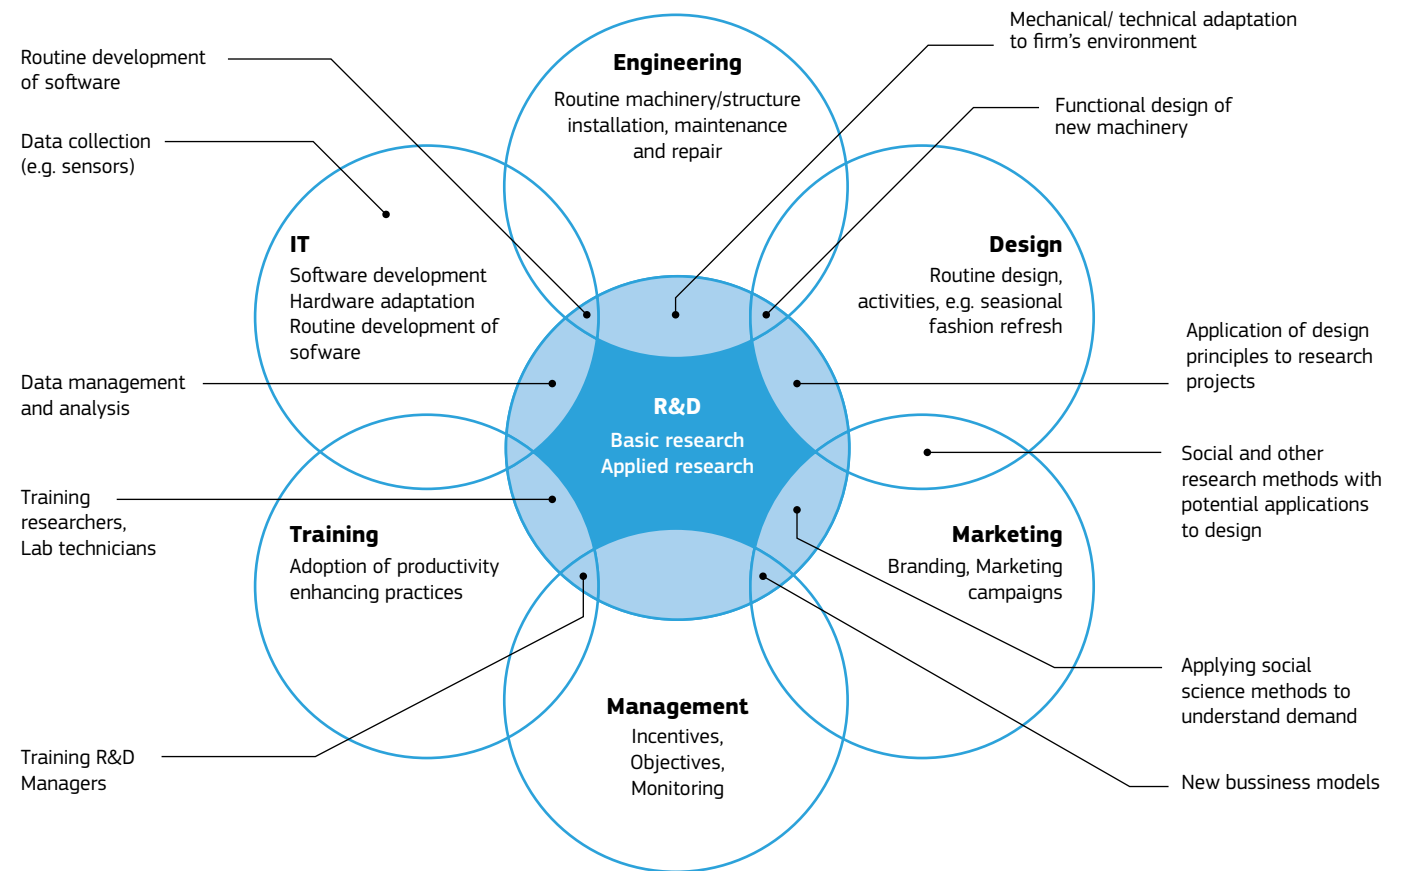 Mechanical/ technical adaptation
to firm's environment
Routine development
of software
Engineering
Routine machinery/structure
installation, maintenance
and repair
Functional design of
new machinery
Data collection
(e.g. sensors)
IT
Software development
Hardware adaptation
Routine development of
sofware
Design
Routine design,
activities, e.g. seasional
fashion refresh
Application of design
principles to research
projects
Data management
and analysis
R&D
Basic research
Applied research
Social and other
research methods with
potential applications
to design
Training
researchers,
Lab technicians
Training
Adoption of productivity
enhancing practices
Marketing
Branding, Marketing
campaigns
Applying social
science methods to
understand demand
Management
Incentives,
Objectives,
Monitoring
Training R&D
Managers
New bussiness models